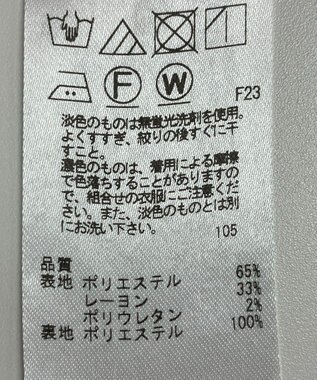 F W F23
淡色のものは無蛍光洗剤を使用。
よくすすぎ、絞りの後すぐに干
すこと。
濃色のものは、着用による摩擦
で色落ちすることがありますの
で、組合せの衣服にご注意くだ
さい。また、淡色のものとは別
にお洗い下さい。 105
品質
表地 ポリエステル 65%
レーヨン 33%
ポリウレタン 2%
裏地 ポリエステル 100%